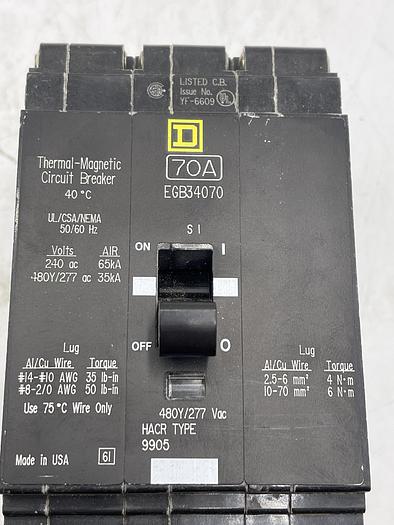 LISTED C.B.
Issue No.
YF-6609
D
70A
EGB34070
Thermal-Magnetic
Circuit Breaker
40 °C
UL/CSA/NEMA
50/60 Hz
Volts AIR
240 ac 65kA
480Y/277 ac 35kA
S I
ON I
OFF O
Lug
Al/Cu Wire Torque
#14-#10 AWG 35 lb-in
#8-2/0 AWG 50 lb-in
Use 75 °C Wire Only
Made in USA 61
Lug
Al/Cu Wire Torque
2.5-6 mm² 4 N·m
10-70 mm² 6 N·m
480Y/277 Vac
HACR TYPE
9905